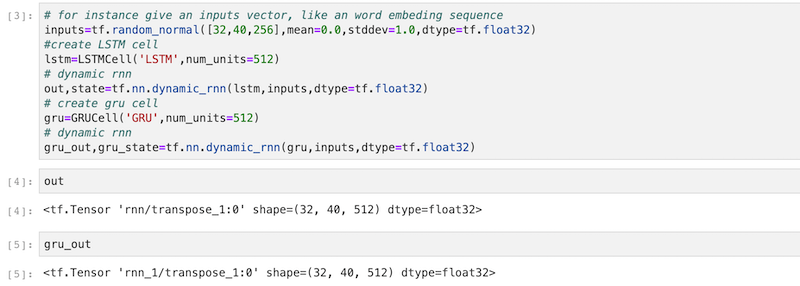 [3]: # for instance give an inputs vector, like an word embeding sequence
inputs=tf.random_normal([32,40,256],mean=0.0,stddev=1.0,dtype=tf.float32)
#create LSTM cell
lstm=LSTMCell('LSTM',num_units=512)
# dynamic rnn
out,state=tf.nn.dynamic_rnn(lstm,inputs,dtype=tf.float32)
# create gru cell
gru=GRUCell('GRU',num_units=512)
# dynamic rnn
gru_out,gru_state=tf.nn.dynamic_rnn(gru,inputs,dtype=tf.float32)
[4]: out
[4]: <tf.Tensor 'rnn/transpose_1:0' shape=(32, 40, 512) dtype=float32>
[5]: gru_out
[5]: <tf.Tensor 'rnn_1/transpose_1:0' shape=(32, 40, 512) dtype=float32>